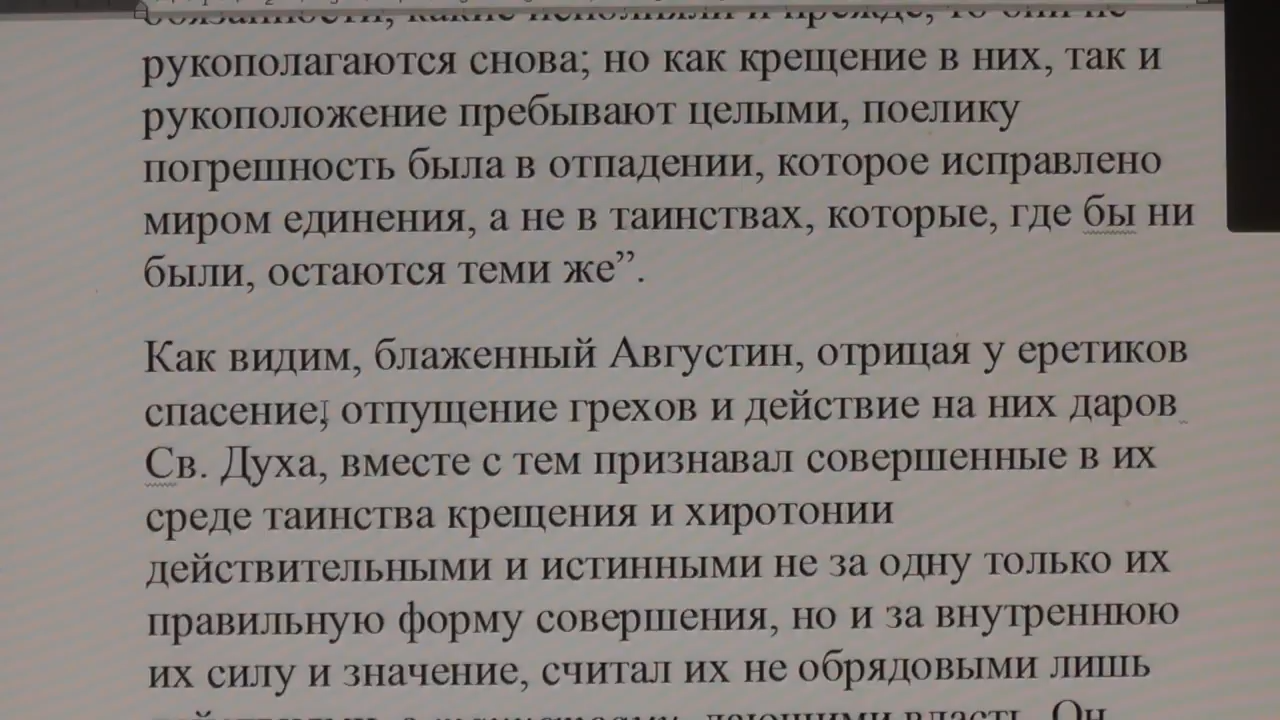 рукополагаются снова; но как крещение в них, так и
рукоположение пребывают целыми, поелику
погрешность была в отпадении, которое исправлено
миром единения, а не в таинствах, которые, где бы ни
были, остаются теми же”.
Как видим, блаженный Августин, отрицая у еретиков
спасение, отпущение грехов и действие на них даров
Св. Духа, вместе с тем признавал совершенные в их
среде таинства крещения и хиротонии
действительными и истинными не за одну только их
правильную форму совершения, но и за внутреннюю
их силу и значение, считал их не обрядовыми лишь